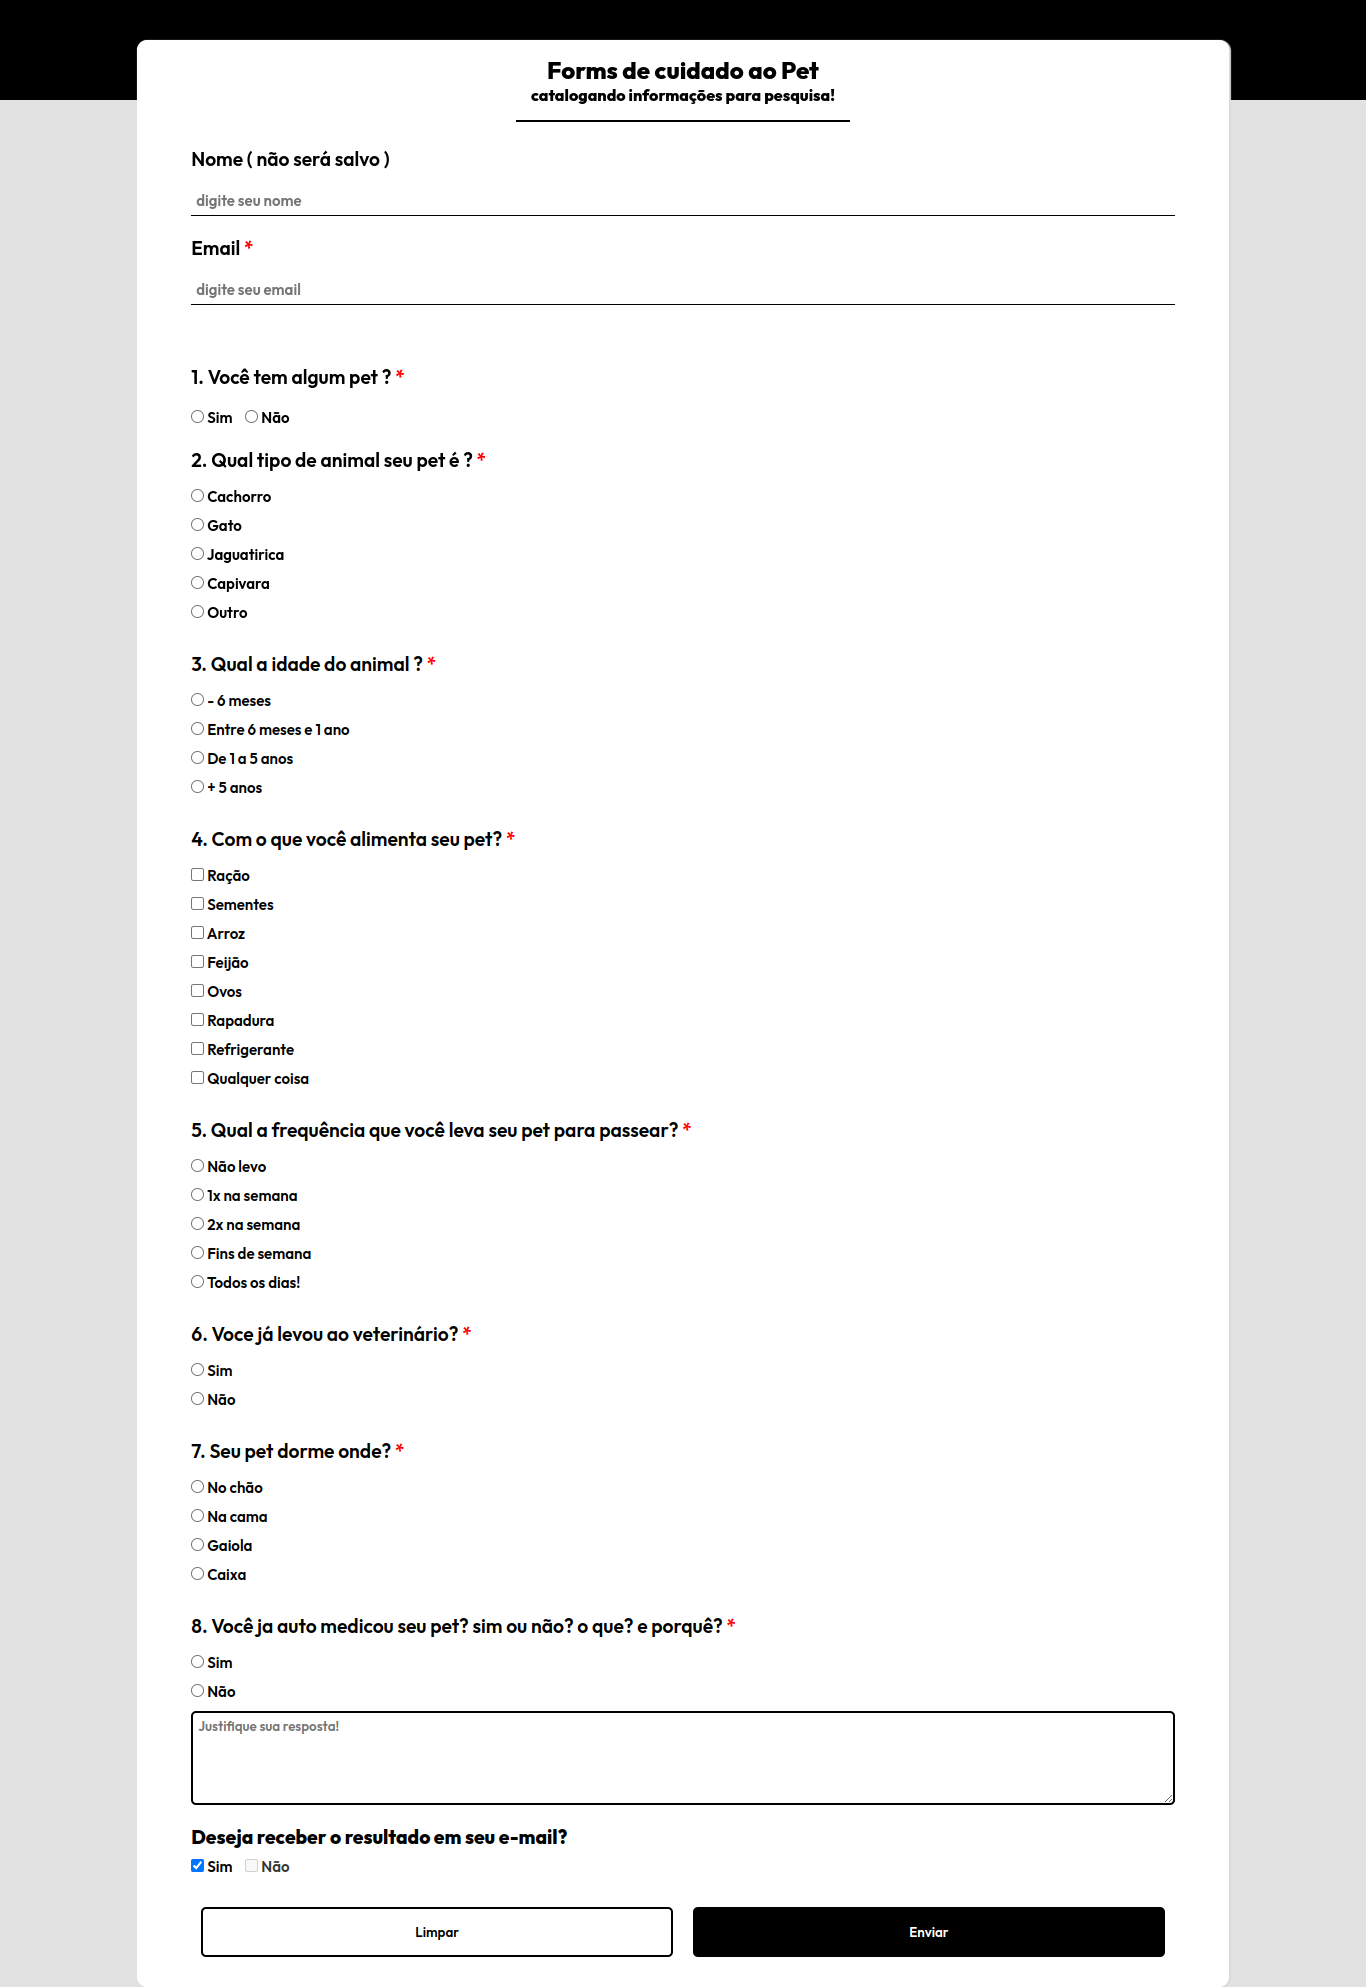 Forms de cuidado ao Pet
catalogando informações para pesquisa!
Nome ( não será salvo )
digite seu nome
Email *
digite seu email
1. Você tem algum pet ? *
Sim Não
2. Qual tipo de animal seu pet é ? *
Cachorro
Gato
Jaguatirica
Capivara
Outro
3. Qual a idade do animal ? *
- 6 meses
Entre 6 meses e 1 ano
De 1 a 5 anos
+ 5 anos
4. Com o que você alimenta seu pet? *
Ração
Sementes
Arroz
Feijão
Ovos
Rapadura
Refrigerante
Qualquer coisa
5. Qual a frequência que você leva seu pet para passear? *
Não levo
1x na semana
2x na semana
Fins de semana
Todos os dias!
6. Voce já levou ao veterinário? *
Sim
Não
7. Seu pet dorme onde? *
No chão
Na cama
Gaiola
Caixa
8. Você ja auto medicou seu pet? sim ou não? o que? e porquê? *
Sim
Não
Justifique sua resposta!
Deseja receber o resultado em seu e-mail?
Sim Não
Limpar Enviar